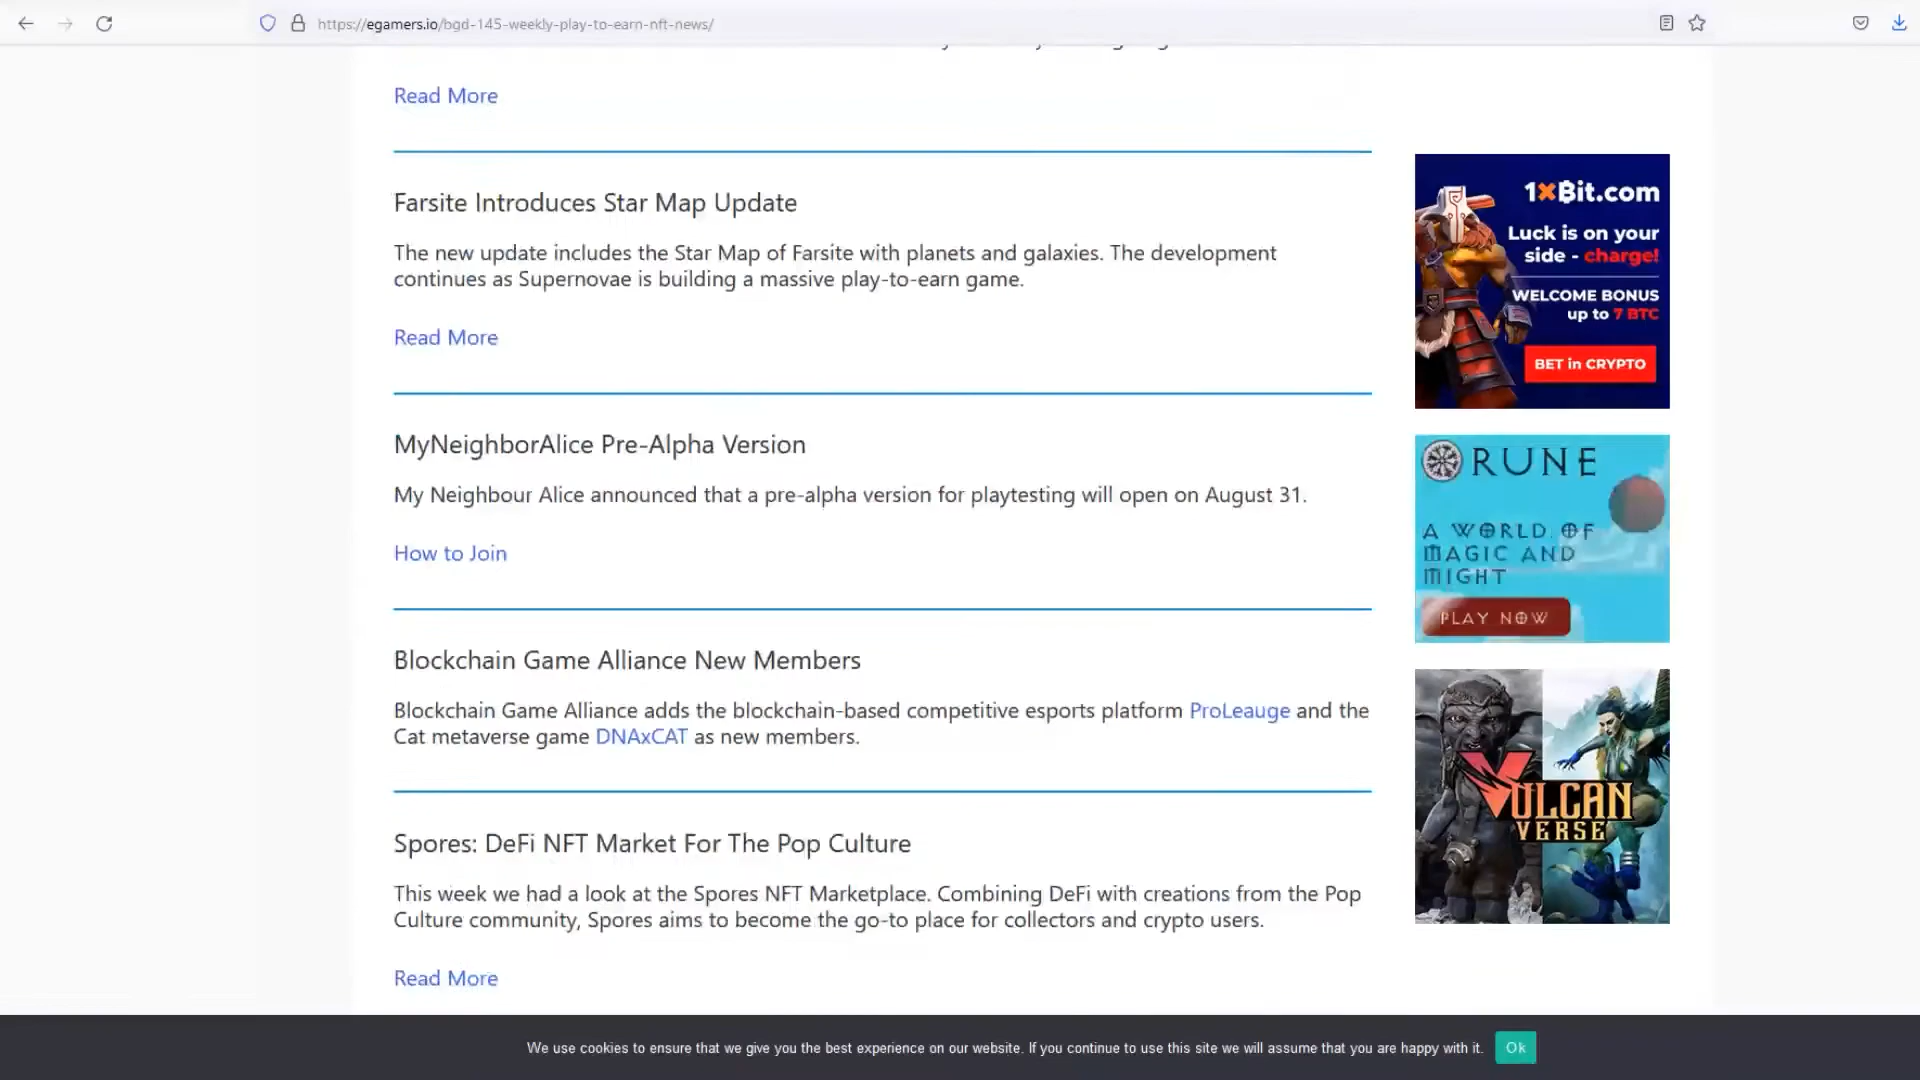 https://egamers.io/bgd-145-weekly-play-to-earn-nft-news/
Read More
Farsite Introduces Star Map Update
The new update includes the Star Map of Farsite with planets and galaxies. The development
continues as Supernovae is building a massive play-to-earn game.
Read More
MyNeighborAlice Pre-Alpha Version
My Neighbour Alice announced that a pre-alpha version for playtesting will open on August 31.
How to Join
Blockchain Game Alliance New Members
Blockchain Game Alliance adds the blockchain-based competitive esports platform ProLeauge and the
Cat metaverse game DNAxCAT as new members.
Spores: DeFi NFT Market For The Pop Culture
This week we had a look at the Spores NFT Marketplace. Combining DeFi with creations from the Pop
Culture community, Spores aims to become the go-to place for collectors and crypto users.
Read More
1xBit.com
Luck is on your
side - charge!
WELCOME BONUS
up to 7 BTC
BET in CRYPTO
RUNE
A WORLD OF
MAGIC AND
MIGHT
PLAY NOW
VULCAN
VERSE
We use cookies to ensure that we give you the best experience on our website. If you continue to use this site we will assume that you are happy with it.
Ok